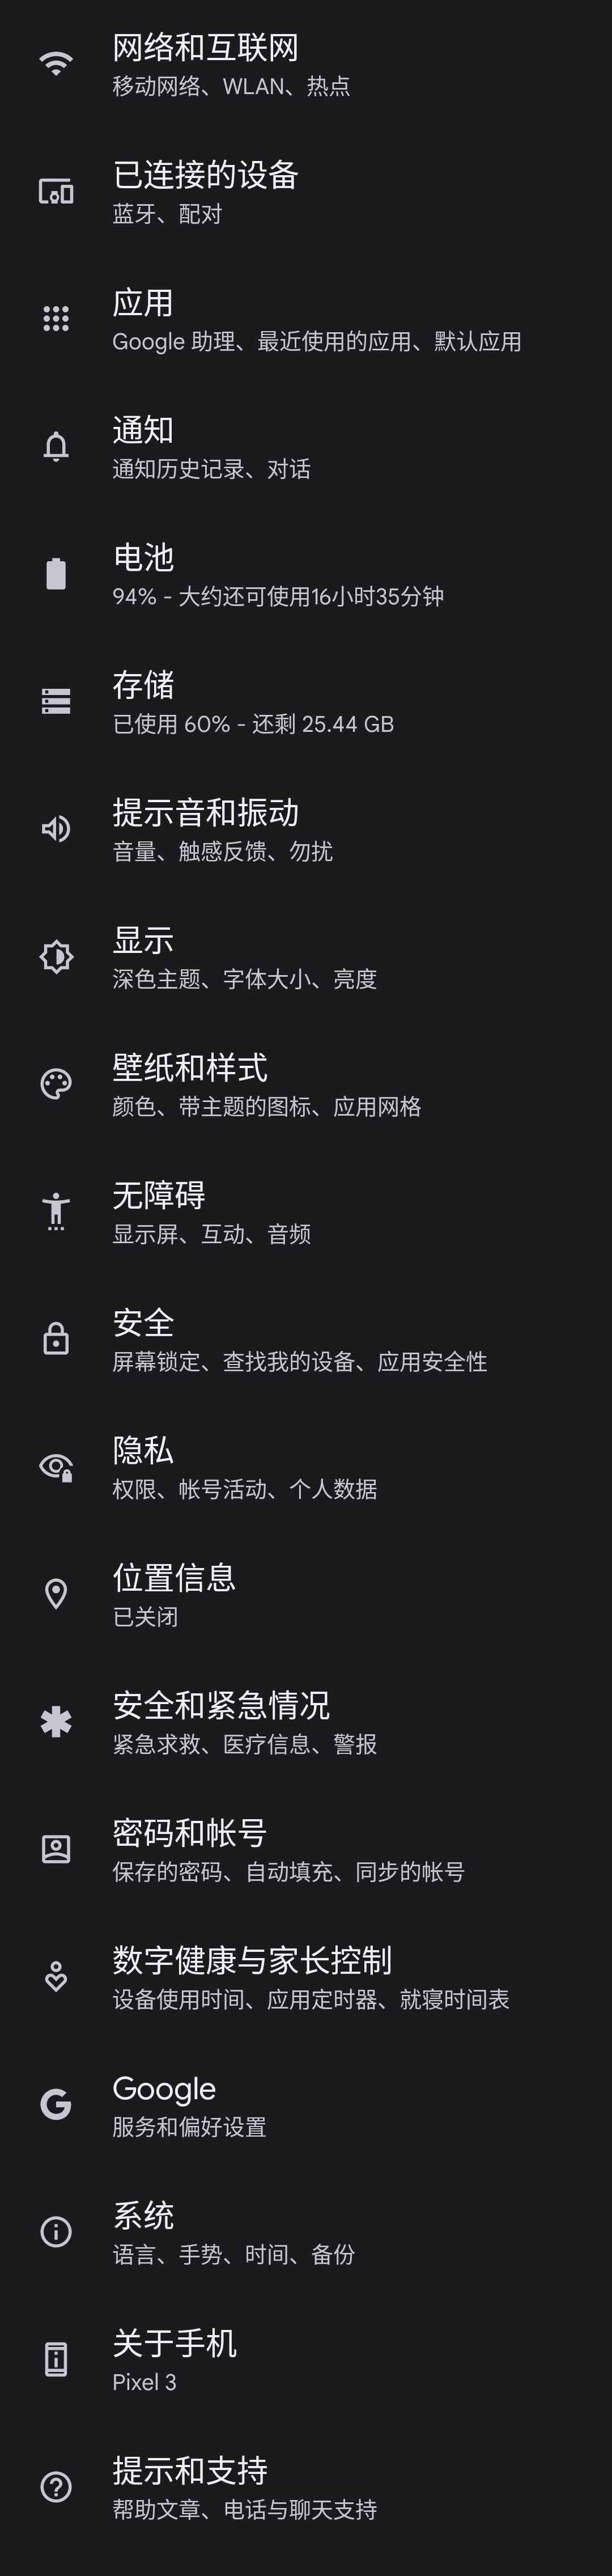 网络和互联网
移动网络、WLAN、热点
已连接的设备
蓝牙、配对
应用
Google 助理、最近使用的应用、默认应用
通知
通知历史记录、对话
电池
94% - 大约还可使用16小时35分钟
存储
已使用 60% - 还剩 25.44 GB
提示音和振动
音量、触感反馈、勿扰
显示
深色主题、字体大小、亮度
壁纸和样式
颜色、带主题的图标、应用网格
无障碍
显示屏、互动、音频
安全
屏幕锁定、查找我的设备、应用安全性
隐私
权限、帐号活动、个人数据
位置信息
已关闭
安全和紧急情况
紧急求救、医疗信息、警报
密码和帐号
保存的密码、自动填充、同步的帐号
数字健康与家长控制
设备使用时间、应用定时器、就寝时间表
Google
服务和偏好设置
系统
语言、手势、时间、备份
关于手机
Pixel 3
提示和支持
帮助文章、电话与聊天支持